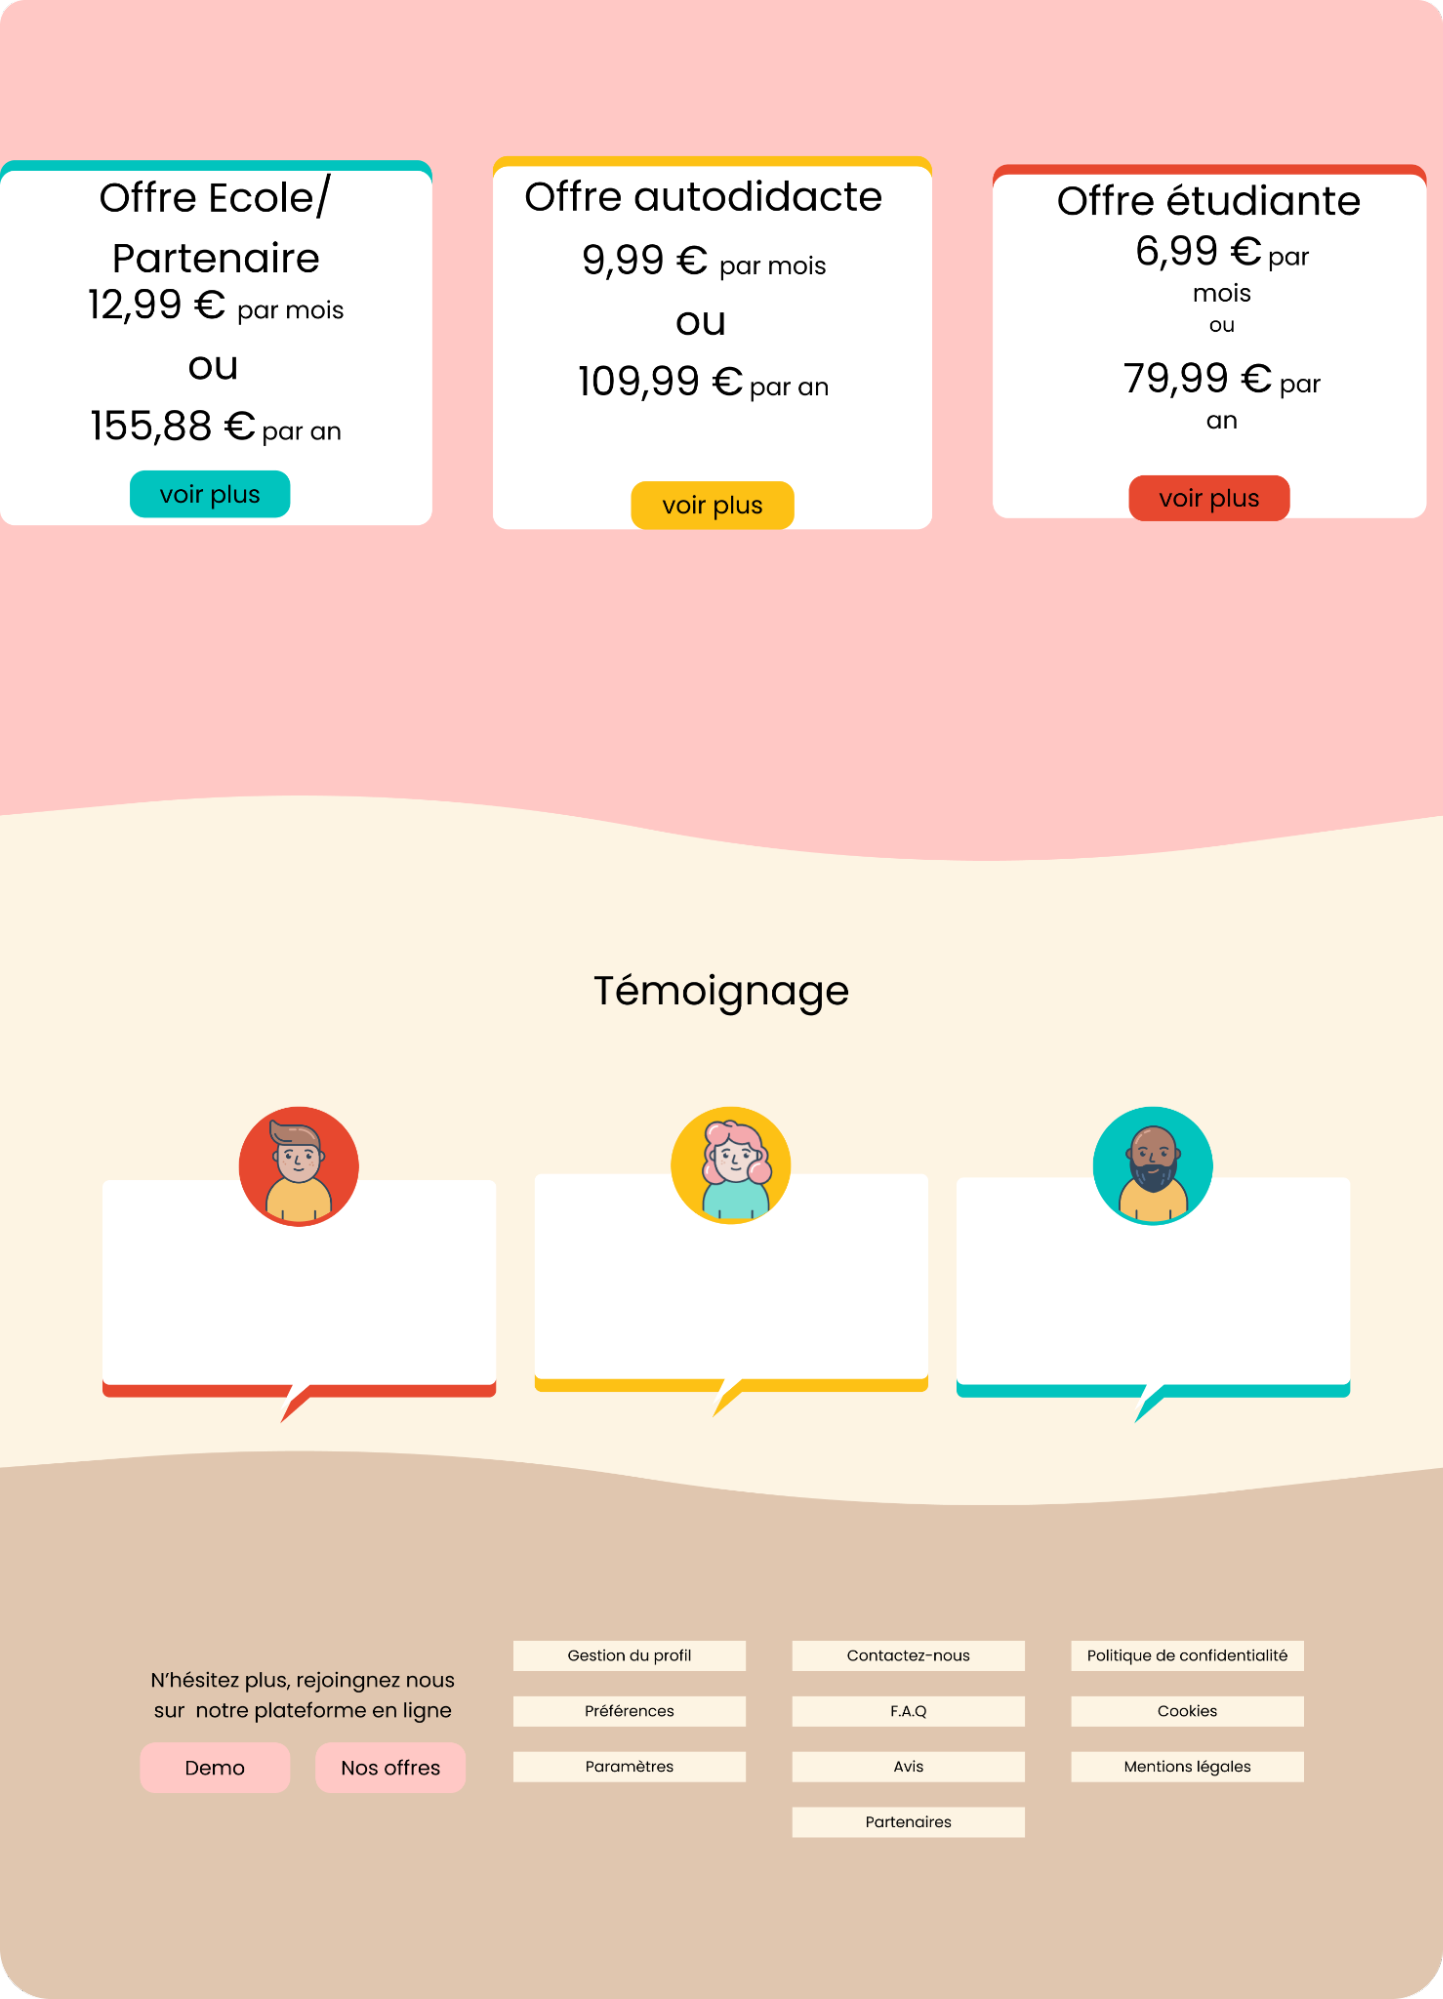 Offre Ecole/
Partenaire
12,99 € par mois
ou
155,88 € par an
voir plus
Offre autodidacte
9,99 € par mois
ou
109,99 € par an
voir plus
Offre étudiante
6,99 € par
mois
ou
79,99 € par
an
voir plus
Témoignage
N’hésitez plus, rejoingnez nous
sur notre plateforme en ligne
Demo
Nos offres
Gestion du profil
Préférences
Paramètres
Contactez-nous
F.A.Q
Avis
Partenaires
Politique de confidentialité
Cookies
Mentions légales